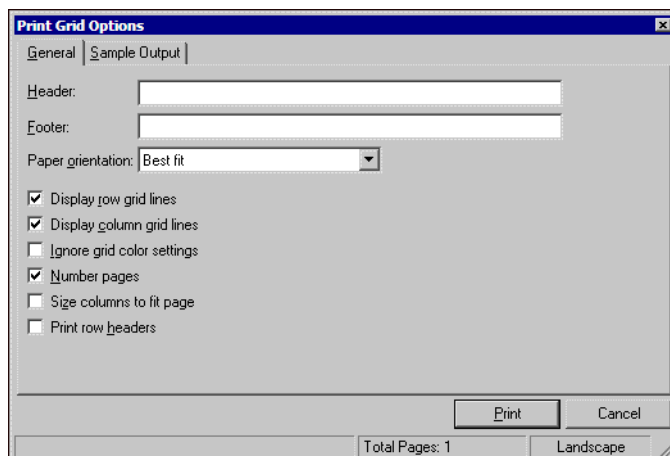 Print Grid Options
General Sample Output
Header:
Footer:
Paper orientation: Best fit
Display row grid lines
Display column grid lines
Ignore grid color settings
Number pages
Size columns to fit page
Print row headers
Print Cancel
Total Pages: 1 Landscape